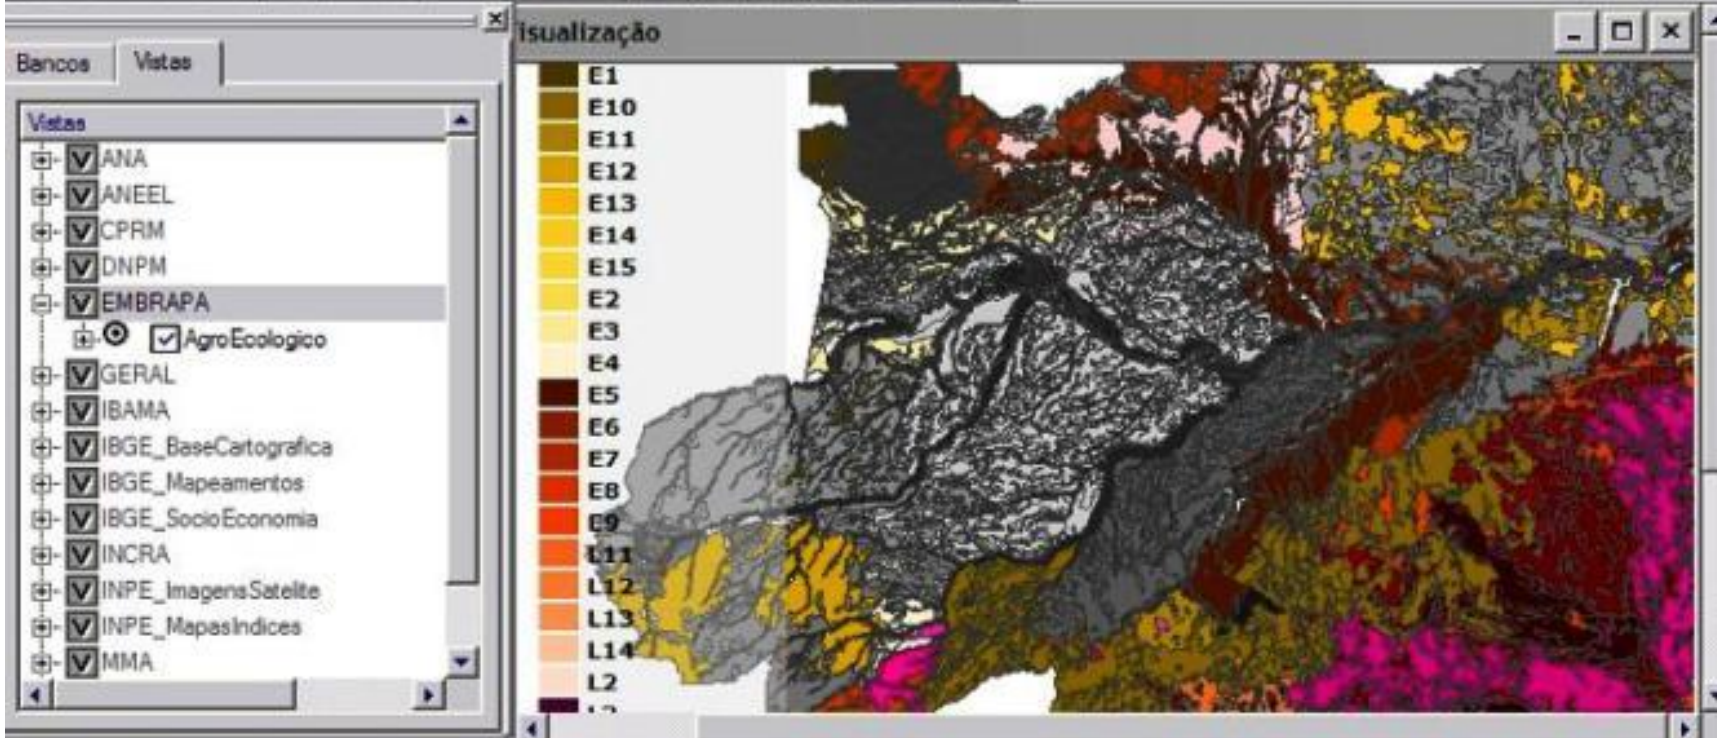 Bancos
Vistas
Vistas
ANA
ANEEL
CPRM
DNPM
EMBRAPA
AgroEcologico
GERAL
IBAMA
IBGE_BaseCartografica
IBGE_Mapeamentos
IBGE_SocioEconomia
INCRA
INPE_ImagensSatelite
INPE_MapasIndices
MMA
isualização
E1
E10
E11
E12
E13
E14
E15
E2
E3
E4
E5
E6
E7
E8
E9
L11
L12
L13
L14
L2